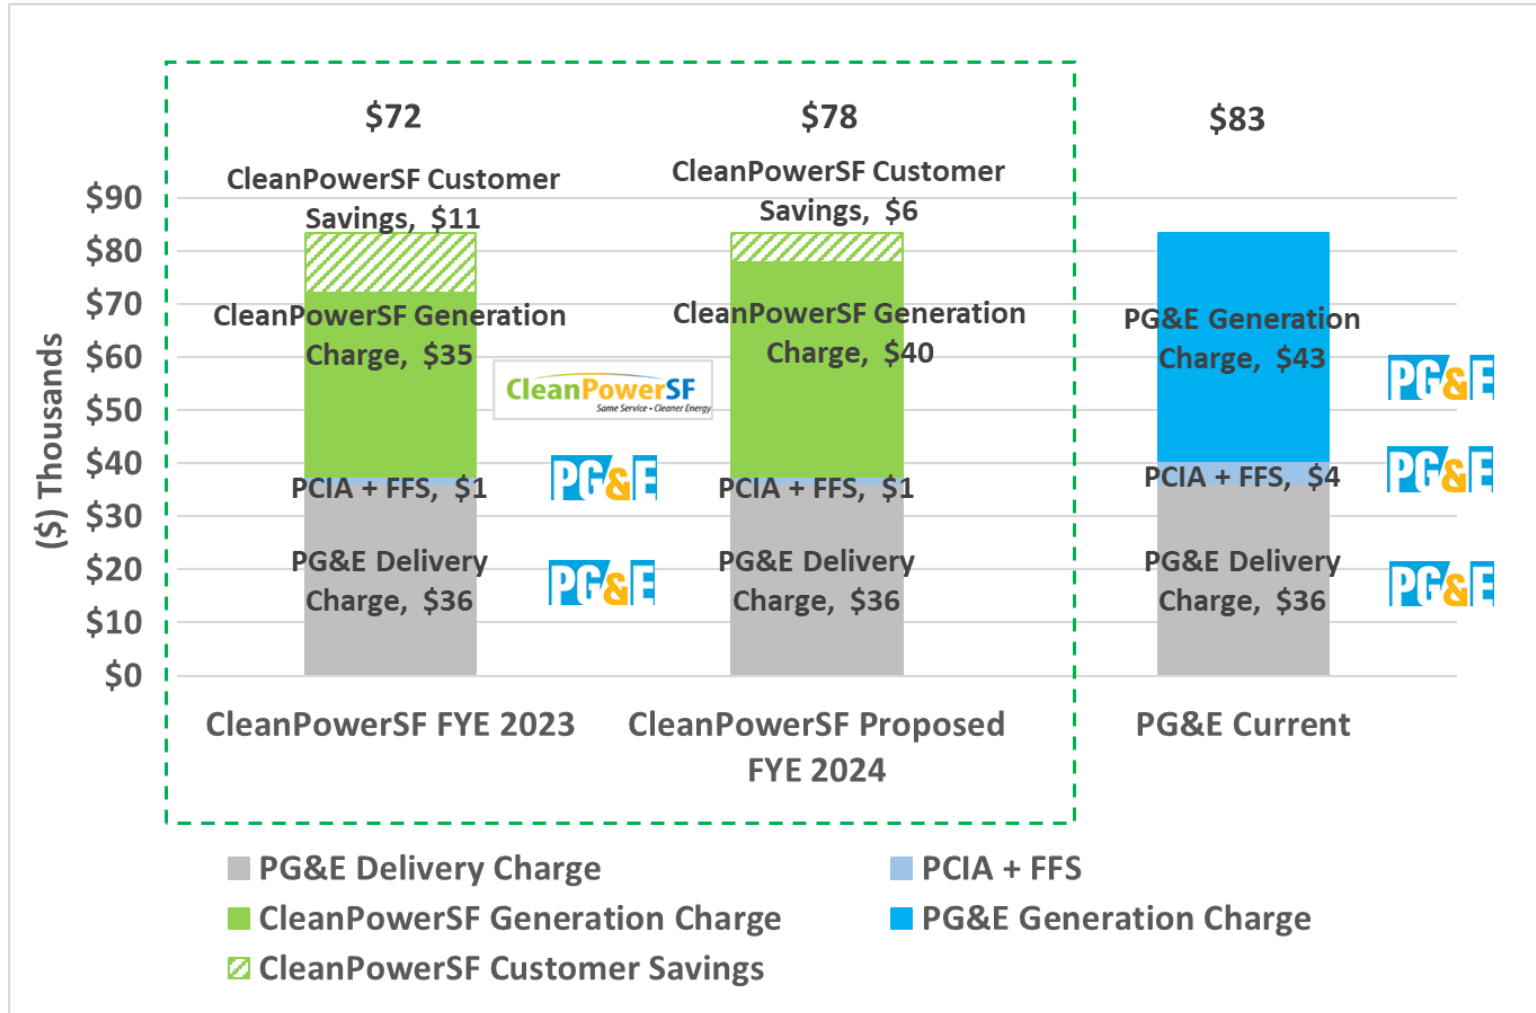 $72
$78
$83
CleanPowerSF Customer
Savings, $11
CleanPowerSF Customer
Savings, $6
$90
$80
$70
$60
$50
$40
$30
$20
$10
$0
($) Thousands
CleanPowerSF Generation
Charge, $35
CleanPowerSF Generation
Charge, $40
PG&E Generation
Charge, $43
CleanPowerSF
Same Service • Cleaner Energy
PG&E
PCIA + FFS, $1
PG&E
PCIA + FFS, $1
PCIA + FFS, $4
PG&E
PG&E Delivery
Charge, $36
PG&E
PG&E Delivery
Charge, $36
PG&E Delivery
Charge, $36
PG&E
CleanPowerSF FYE 2023
CleanPowerSF Proposed
FYE 2024
PG&E Current
PG&E Delivery Charge
PCIA + FFS
CleanPowerSF Generation Charge
PG&E Generation Charge
CleanPowerSF Customer Savings